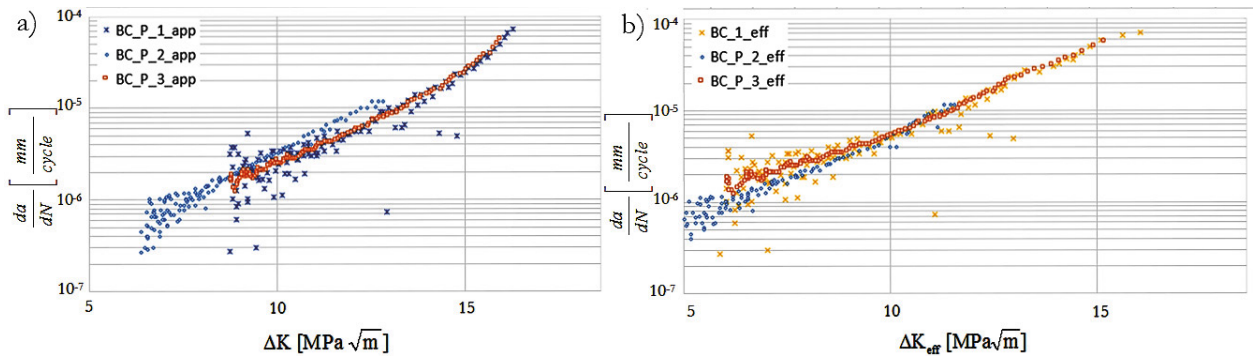 a)
BC_P_1_app
BC_P_2_app
BC_P_3_app
10⁻⁴
10⁻⁵
10⁻⁶
10⁻⁷
da/dN [mm/cycle]
5 10 15
ΔK [MPa √m]
b)
BC_1_eff
BC_P_2_eff
BC_P_3_eff
10⁻⁴
10⁻⁵
10⁻⁶
10⁻⁷
da/dN [mm/cycle]
5 10 15
ΔKeff [MPa√m]